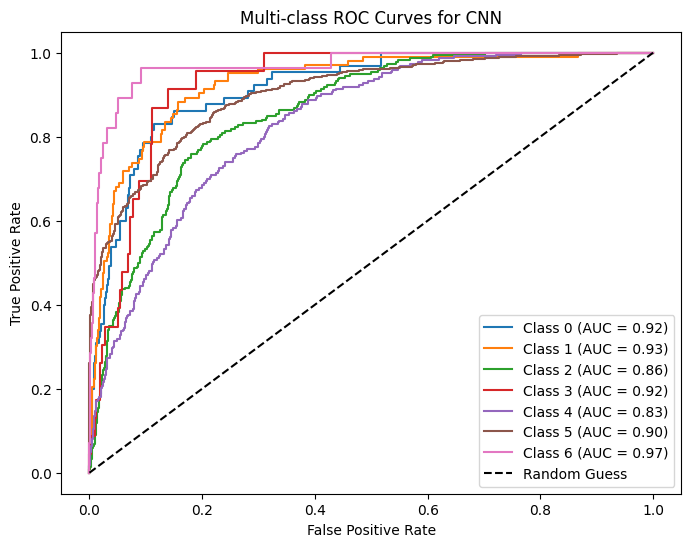 Multi-class ROC Curves for CNN
True Positive Rate
1.0
0.8
0.6
0.4
0.2
0.0
0.0 0.2 0.4 0.6 0.8 1.0
False Positive Rate
Class 0 (AUC = 0.92)
Class 1 (AUC = 0.93)
Class 2 (AUC = 0.86)
Class 3 (AUC = 0.92)
Class 4 (AUC = 0.83)
Class 5 (AUC = 0.90)
Class 6 (AUC = 0.97)
Random Guess